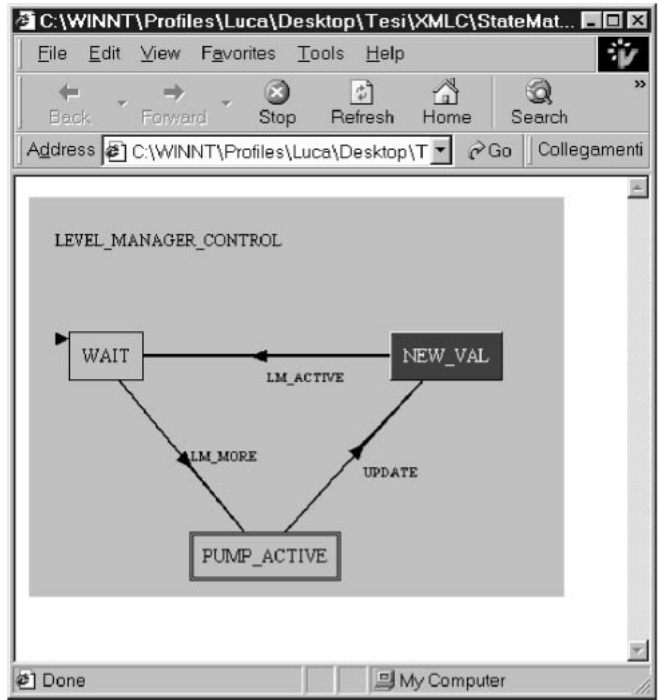 C:\WINNT\Profiles\Luca\Desktop\Tesi\XMLC\StateMat...
File Edit View Favorites Tools Help
Back Forward Stop Refresh Home Search »
Address C:\WINNT\Profiles\Luca\Desktop\T Go Collegamenti
LEVEL_MANAGER_CONTROL
WAIT NEW_VAL
LM_ACTIVE
LM_MORE
UPDATE
PUMP_ACTIVE
Done My Computer